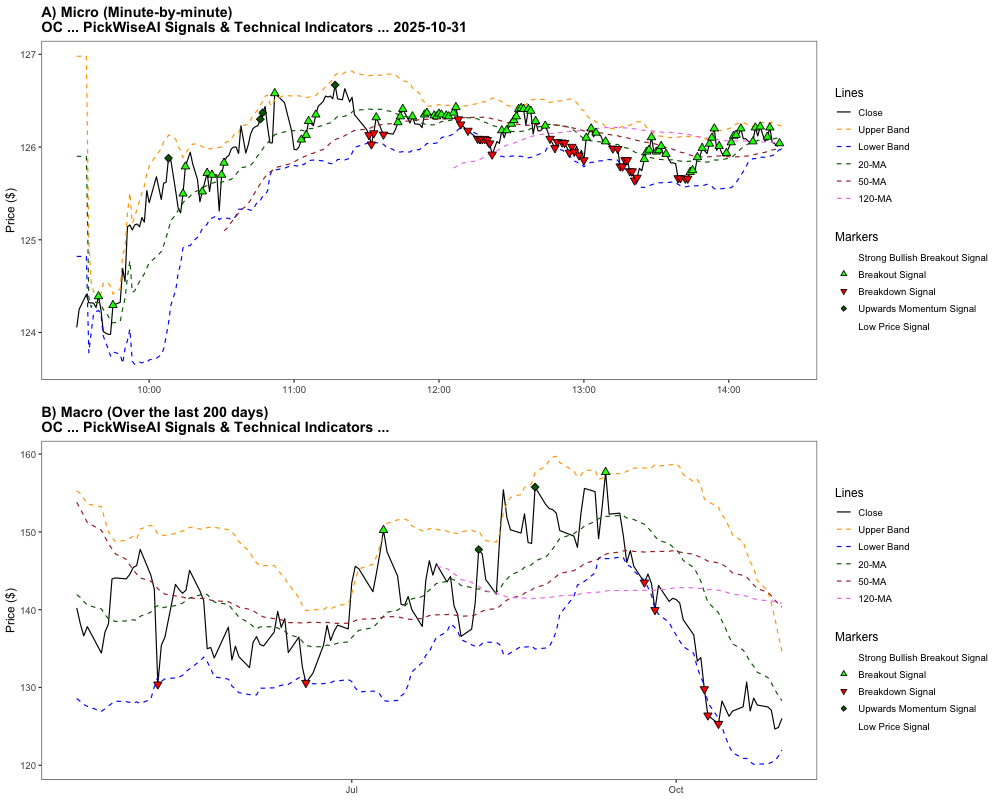 A) Micro (Minute-by-minute)
OC ... PickWiseAI Signals & Technical Indicators ... 2025-10-31
127
126
125
124
Price ($)
10:00
11:00
12:00
13:00
14:00
Lines
Close
Upper Band
Lower Band
20-MA
50-MA
120-MA
Markers
Strong Bullish Breakout Signal
Breakout Signal
Breakdown Signal
Upwards Momentum Signal
Low Price Signal
B) Macro (Over the last 200 days)
OC ... PickWiseAI Signals & Technical Indicators ...
160
150
140
130
120
Price ($)
Jul
Oct
Lines
Close
Upper Band
Lower Band
20-MA
50-MA
120-MA
Markers
Strong Bullish Breakout Signal
Breakout Signal
Breakdown Signal
Upwards Momentum Signal
Low Price Signal